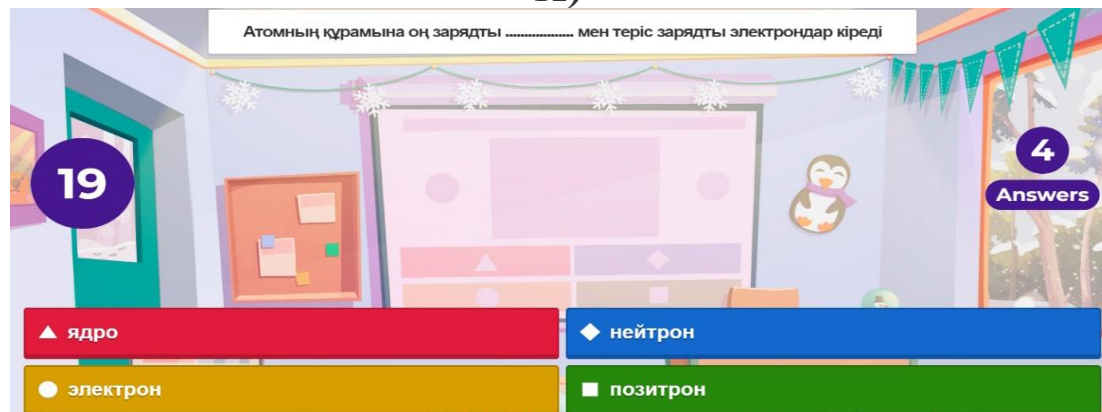 Атомның құрамына оң зарядты .................. мен теріс зарядты электрондар кіреді
19
4
Answers
ядро
нейтрон
электрон
позитрон